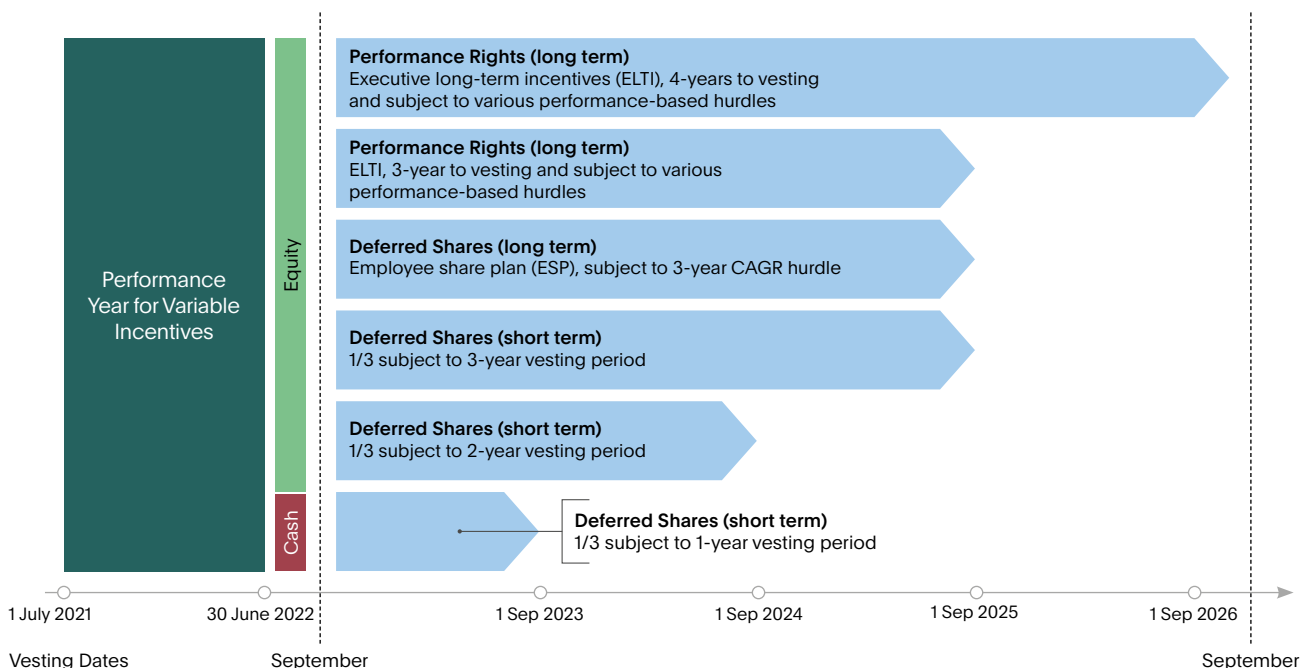 Performance Rights (long term)
Executive long-term incentives (ELTI), 4-years to vesting
and subject to various performance-based hurdles
Performance Rights (long term)
ELTI, 3-year to vesting and subject to various
performance-based hurdles
Deferred Shares (long term)
Employee share plan (ESP), subject to 3-year CAGR hurdle
Performance
Year for Variable
Incentives
Equity
Deferred Shares (short term)
1/3 subject to 3-year vesting period
Deferred Shares (short term)
1/3 subject to 2-year vesting period
Cash
Deferred Shares (short term)
1/3 subject to 1-year vesting period
1 July 2021
30 June 2022
1 Sep 2023
1 Sep 2024
1 Sep 2025
1 Sep 2026
Vesting Dates
September
September